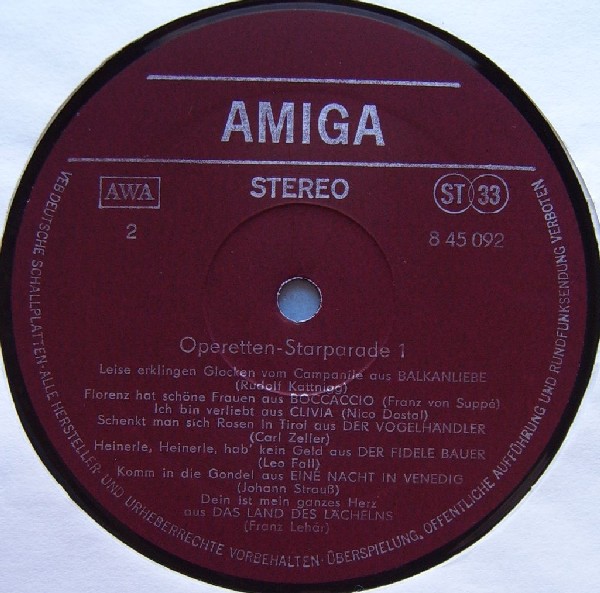 AMIGA
AWA
STEREO
ST 33
2
8 45 092
Operetten-Starparade 1
Leise erklingen Glocken vom Campanile aus BALKANLIEBE
(Rudolf Kattnigg)
Florenz hat schöne Frauen aus BOCCACCIO (Franz von Suppé)
Ich bin verliebt aus CLIVIA (Nico Dostal)
Schenkt man sich Rosen in Tirol aus DER VOGELHÄNDLER
(Carl Zeller)
Heinerle, Heinerle, hab' kein Geld aus DER FIDELE BAUER
(Leo Fall)
Komm in die Gondel aus EINE NACHT IN VENEDIG
(Johann Strauß)
Dein ist mein ganzes Herz
aus DAS LAND DES LÄCHELNS
(Franz Lehár)
VEB DEUTSCHE SCHALLPLATTEN · ALLE HERSTELLER- UND URHEBERRECHTE VORBEHALTEN · ÜBERSPIELUNG, ÖFFENTLICHE AUFFÜHRUNG UND RUNDFUNKSENDUNG VERBOTEN